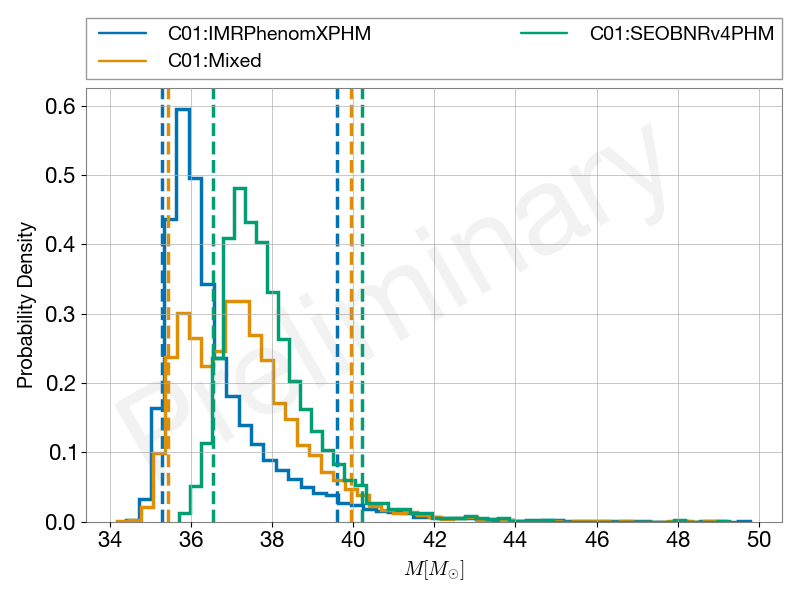 C01:IMRPhenomXPHM
C01:Mixed
C01:SEOBNRv4PHM
Preliminary
Probability Density
0.6
0.5
0.4
0.3
0.2
0.1
0.0
34 36 38 40 42 44 46 48 50
M[M⊙]